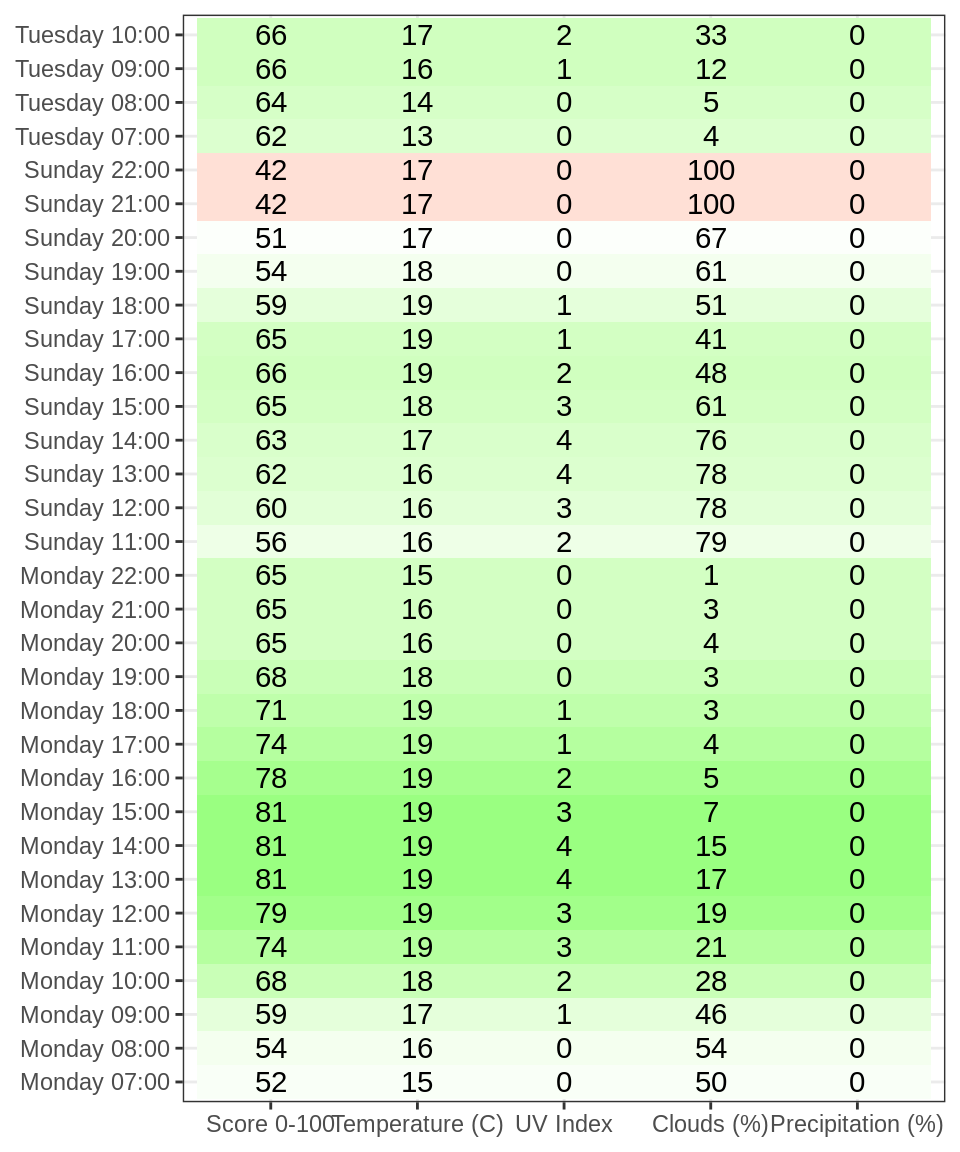 Tuesday 10:00 66 17 2 33 0
Tuesday 09:00 66 16 1 12 0
Tuesday 08:00 64 14 0 5 0
Tuesday 07:00 62 13 0 4 0
Sunday 22:00 42 17 0 100 0
Sunday 21:00 42 17 0 100 0
Sunday 20:00 51 17 0 67 0
Sunday 19:00 54 18 0 61 0
Sunday 18:00 59 19 1 51 0
Sunday 17:00 65 19 1 41 0
Sunday 16:00 66 19 2 48 0
Sunday 15:00 65 18 3 61 0
Sunday 14:00 63 17 4 76 0
Sunday 13:00 62 16 4 78 0
Sunday 12:00 60 16 3 78 0
Sunday 11:00 56 16 2 79 0
Monday 22:00 65 15 0 1 0
Monday 21:00 65 16 0 3 0
Monday 20:00 65 16 0 4 0
Monday 19:00 68 18 0 3 0
Monday 18:00 71 19 1 3 0
Monday 17:00 74 19 1 4 0
Monday 16:00 78 19 2 5 0
Monday 15:00 81 19 3 7 0
Monday 14:00 81 19 4 15 0
Monday 13:00 81 19 4 17 0
Monday 12:00 79 19 3 19 0
Monday 11:00 74 19 3 21 0
Monday 10:00 68 18 2 28 0
Monday 09:00 59 17 1 46 0
Monday 08:00 54 16 0 54 0
Monday 07:00 52 15 0 50 0
Score 0-100 Temperature (C) UV Index Clouds (%) Precipitation (%)